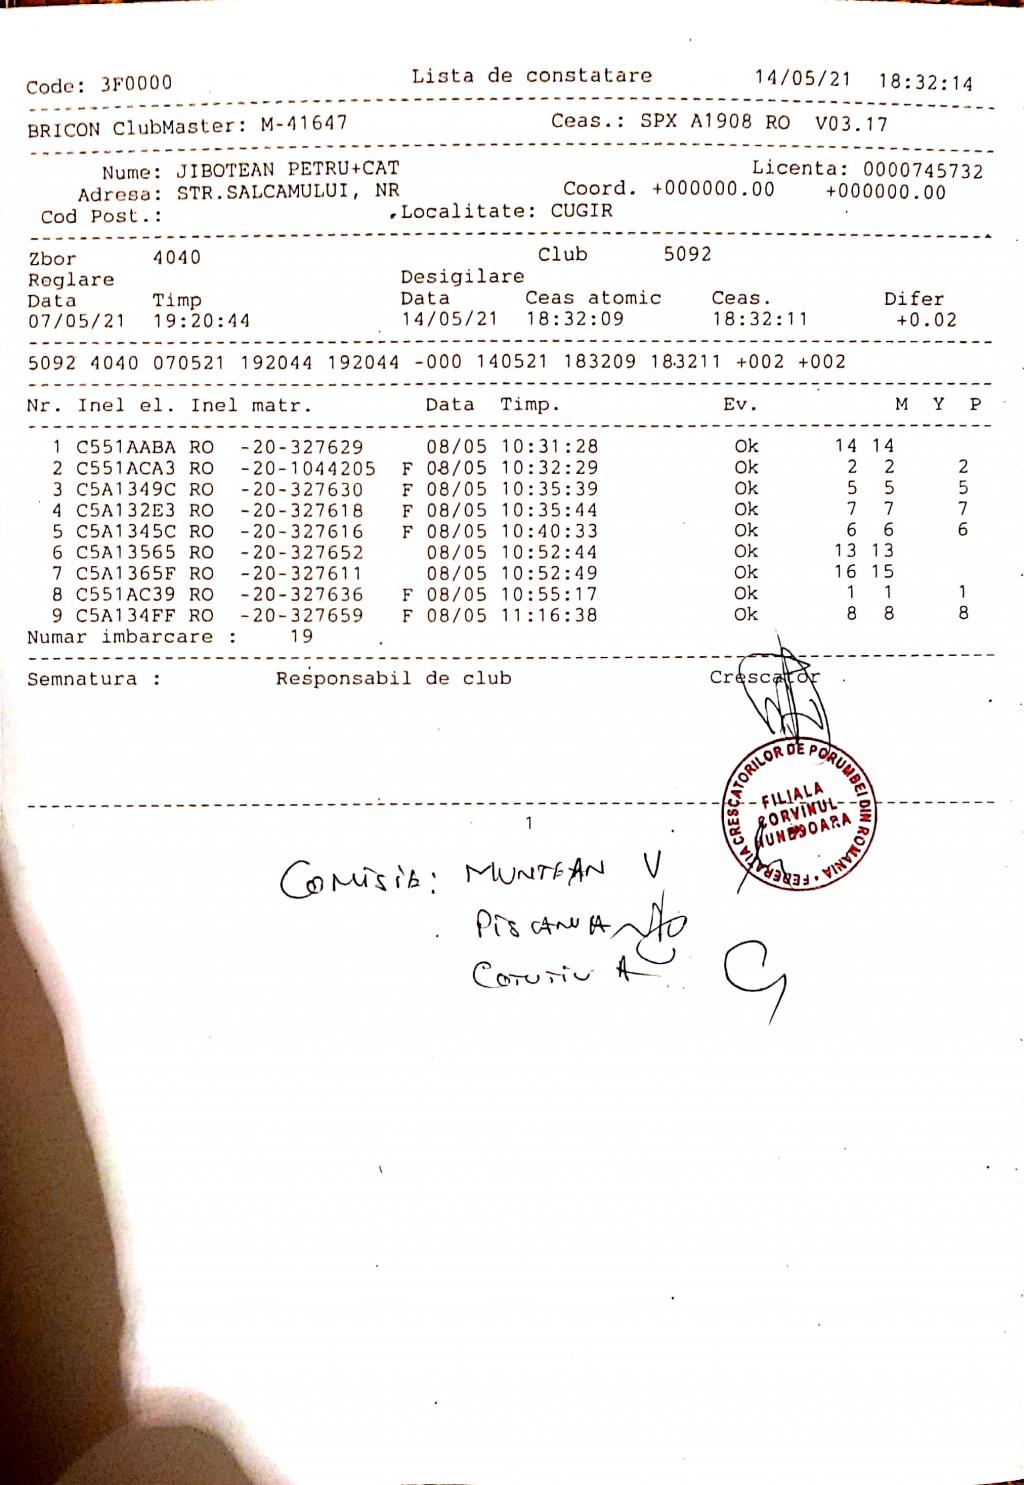 Code: 3F0000 Lista de constatare 14/05/21 18:32:14
BRICON ClubMaster: M-41647 Ceas.: SPX A1908 RO V03.17
Nume: JIBOTEAN PETRU+CAT Licenta: 0000745732
Adresa: STR.SALCAMULUI, NR Coord. +000000.00 +000000.00
Cod Post.: Localitate: CUGIR
Zbor 4040 Club 5092
Reglare Desigilare
Data Timp Data Ceas atomic Ceas. Difer
07/05/21 19:20:44 14/05/21 18:32:09 18:32:11 +0.02
5092 4040 070521 192044 192044 -000 140521 183209 183211 +002 +002
Nr. Inel el. Inel matr. Data Timp. Ev. M Y P
1 C551AABA RO -20-327629 08/05 10:31:28 Ok 14 14
2 C551ACA3 RO -20-1044205 F 08/05 10:32:29 Ok 2 2 2
3 C5A1349C RO -20-327630 F 08/05 10:35:39 Ok 5 5 5
4 C5A132E3 RO -20-327618 F 08/05 10:35:44 Ok 7 7 7
5 C5A1345C RO -20-327616 F 08/05 10:40:33 Ok 6 6 6
6 C5A13565 RO -20-327652 08/05 10:52:44 Ok 13 13
7 C5A1365F RO -20-327611 08/05 10:52:49 Ok 16 15
8 C551AC39 RO -20-327636 F 08/05 10:55:17 Ok 1 1 1
9 C5A134FF RO -20-327659 F 08/05 11:16:38 Ok 8 8 8
Numar imbarcare : 19
Semnatura : Responsabil de club Crescator
FEDERATIA CRESCATORILOR DE PORUMBEI DIN ROMANIA
FILIALA
CORVINUL
HUNEDOARA
1
COMISIA: MUNTEAN V
COTUTIU A